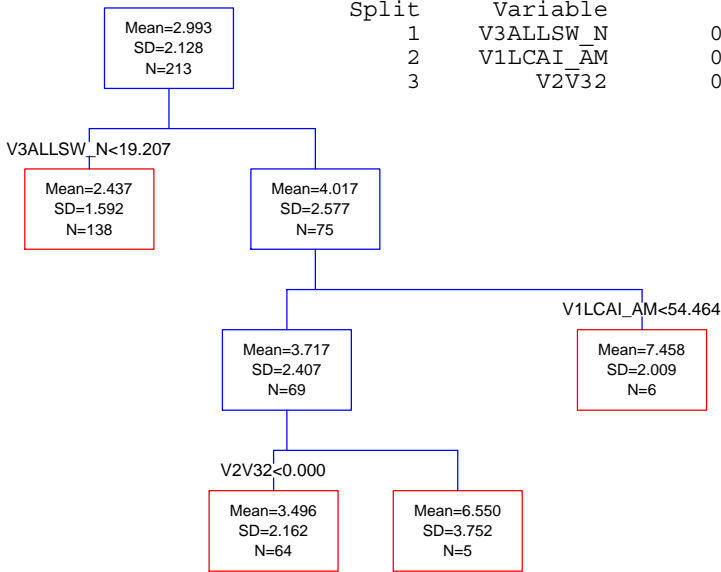 Split Variable
1 V3ALLSW_N 0
2 V1LCAI_AM 0
3 V2V32 0
Mean=2.993
SD=2.128
N=213
V3ALLSW_N<19.207
Mean=2.437
SD=1.592
N=138
Mean=4.017
SD=2.577
N=75
V1LCAI_AM<54.464
Mean=3.717
SD=2.407
N=69
Mean=7.458
SD=2.009
N=6
V2V32<0.000
Mean=3.496
SD=2.162
N=64
Mean=6.550
SD=3.752
N=5